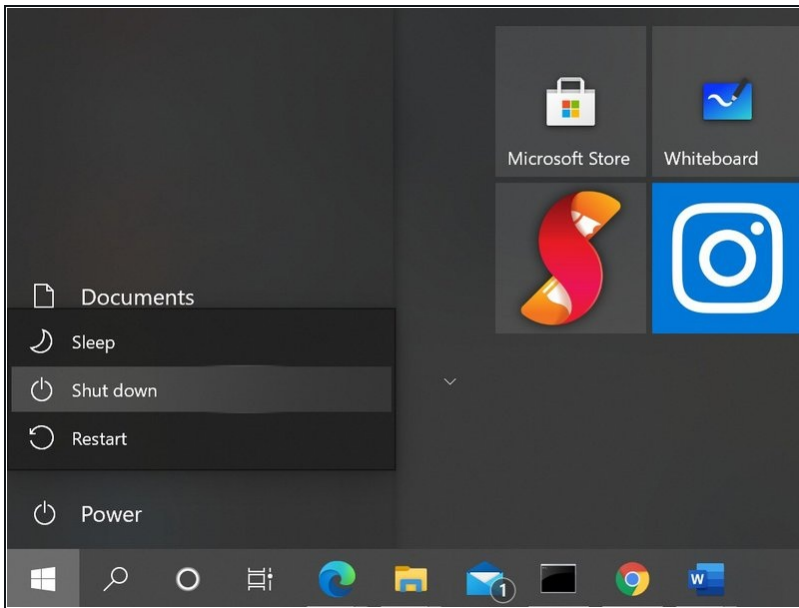 Microsoft Store
Whiteboard
Documents
Sleep
Shut down
Restart
Power
1
W